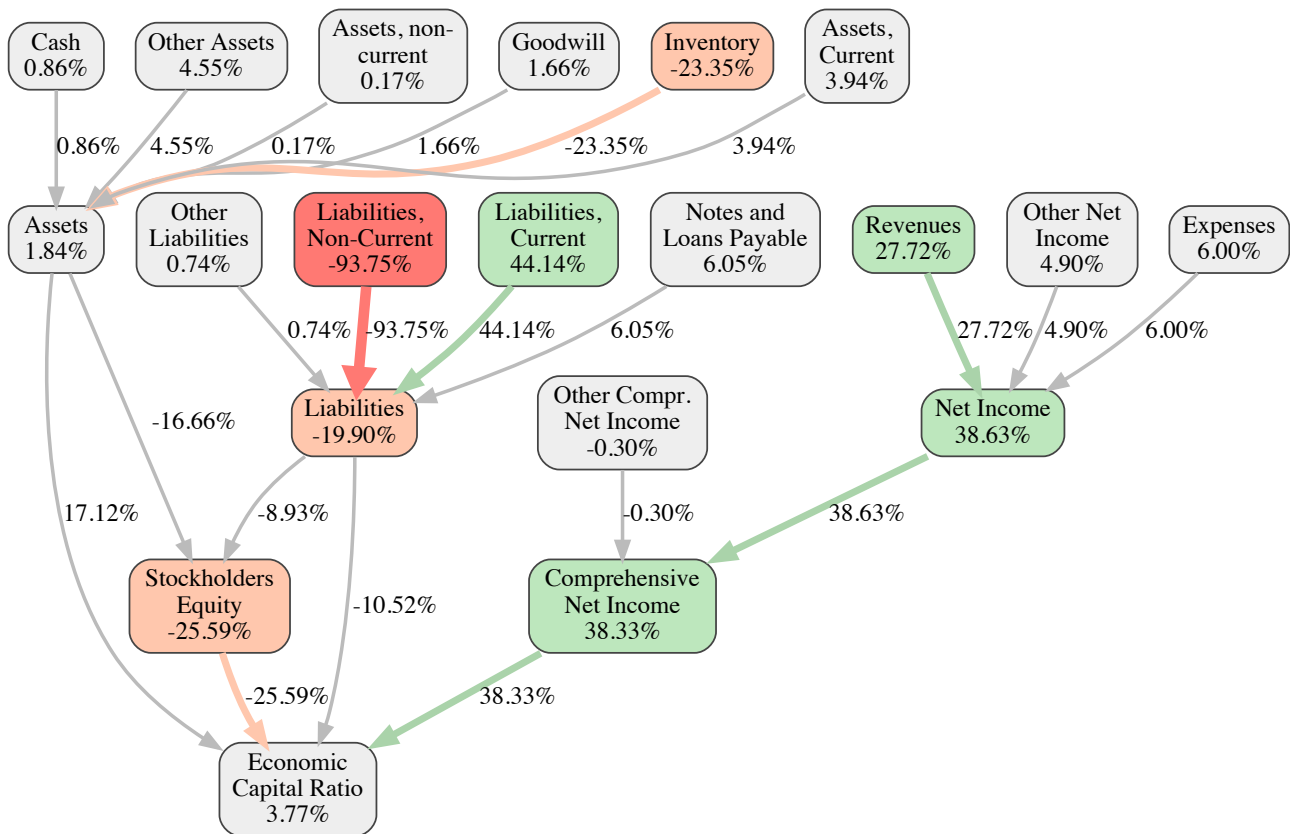 Cash
0.86%
Other Assets
4.55%
Assets, non-
current
0.17%
Goodwill
1.66%
Inventory
-23.35%
Assets,
Current
3.94%
0.86%
4.55%
0.17%
1.66%
-23.35%
3.94%
Assets
1.84%
Other
Liabilities
0.74%
Liabilities,
Non-Current
-93.75%
Liabilities,
Current
44.14%
Notes and
Loans Payable
6.05%
Revenues
27.72%
Other Net
Income
4.90%
Expenses
6.00%
0.74%
-93.75%
44.14%
6.05%
27.72%
4.90%
6.00%
Liabilities
-19.90%
Other Compr.
Net Income
-0.30%
Net Income
38.63%
-16.66%
17.12%
-8.93%
-0.30%
38.63%
Stockholders
Equity
-25.59%
-10.52%
Comprehensive
Net Income
38.33%
-25.59%
38.33%
Economic
Capital Ratio
3.77%